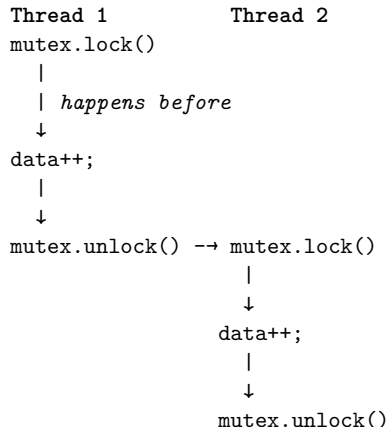 Thread 1 Thread 2
mutex.lock()
|
| happens before
↓
data++;
|
↓
mutex.unlock() → mutex.lock()
|
↓
data++;
|
↓
mutex.unlock()